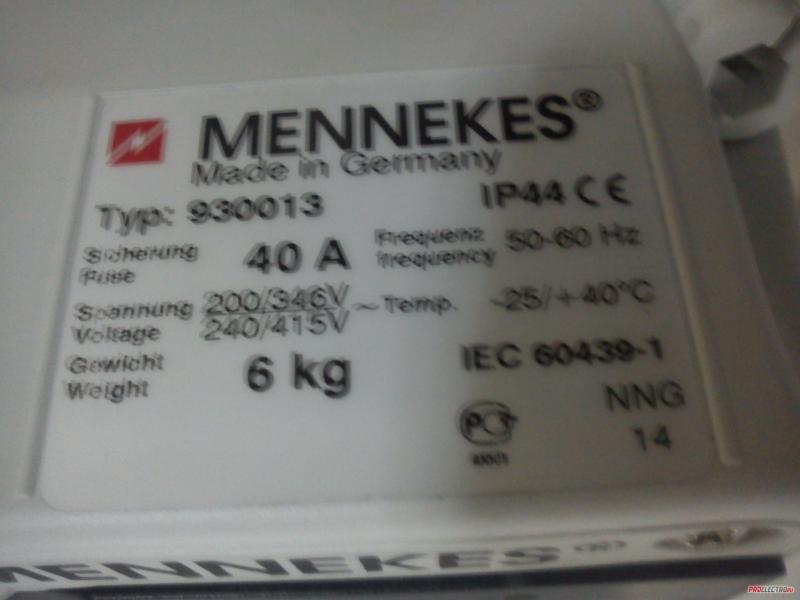 MENNEKES®
Made in Germany
Typ: 930013 IP44 CE
Sicherung 40 A Frequenz 50-60 Hz
Fuse frequency
Spannung 200/346V ~ Temp. -25/+40°C
Voltage 240/415V
Gewicht 6 kg IEC 60439-1
Weight
NNG
14
MENNEKES®
PROELECTRO.RU